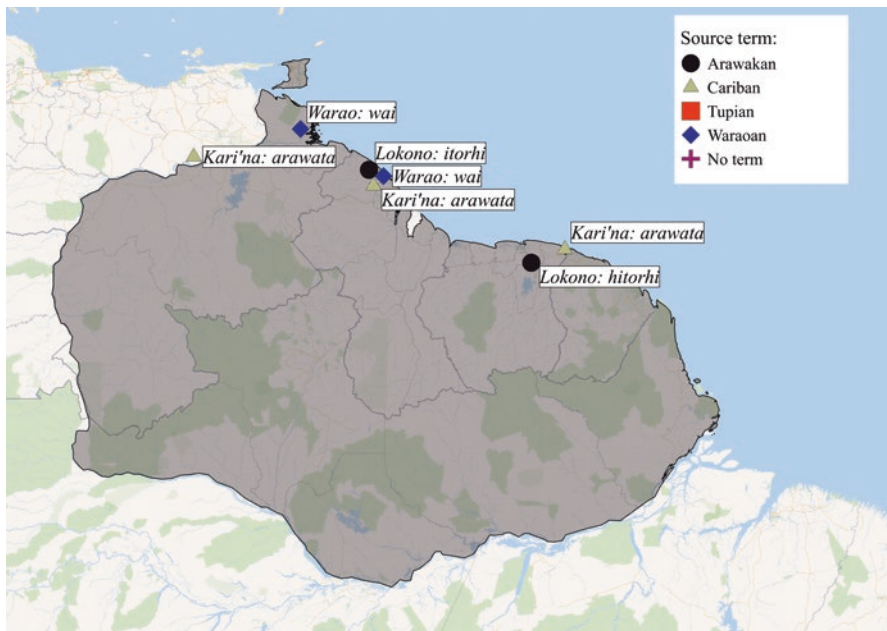 Source term:
Arawakan
Cariban
Tupian
Waraoan
No term
Warao: wai
Kari'na: arawata
Lokono: itorhi
Warao: wai
Kari'na: arawata
Kari'na: arawata
Lokono: hitorhi